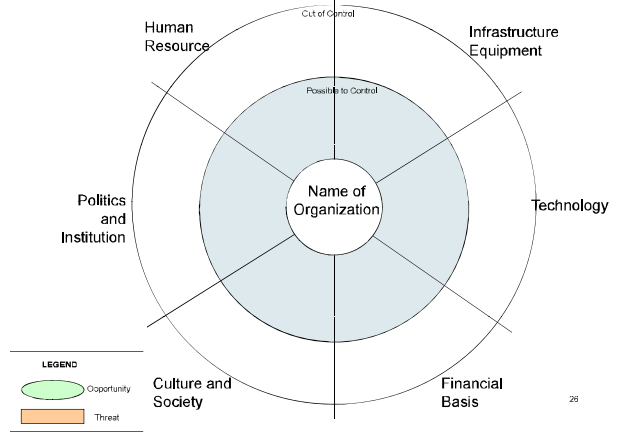 Cut of Control
Human
Resource
Infrastructure
Equipment
Possible to Control
Name of
Organization
Politics
and
Institution
Technology
LEGEND
Opportunity
Threat
Culture and
Society
Financial
Basis
26